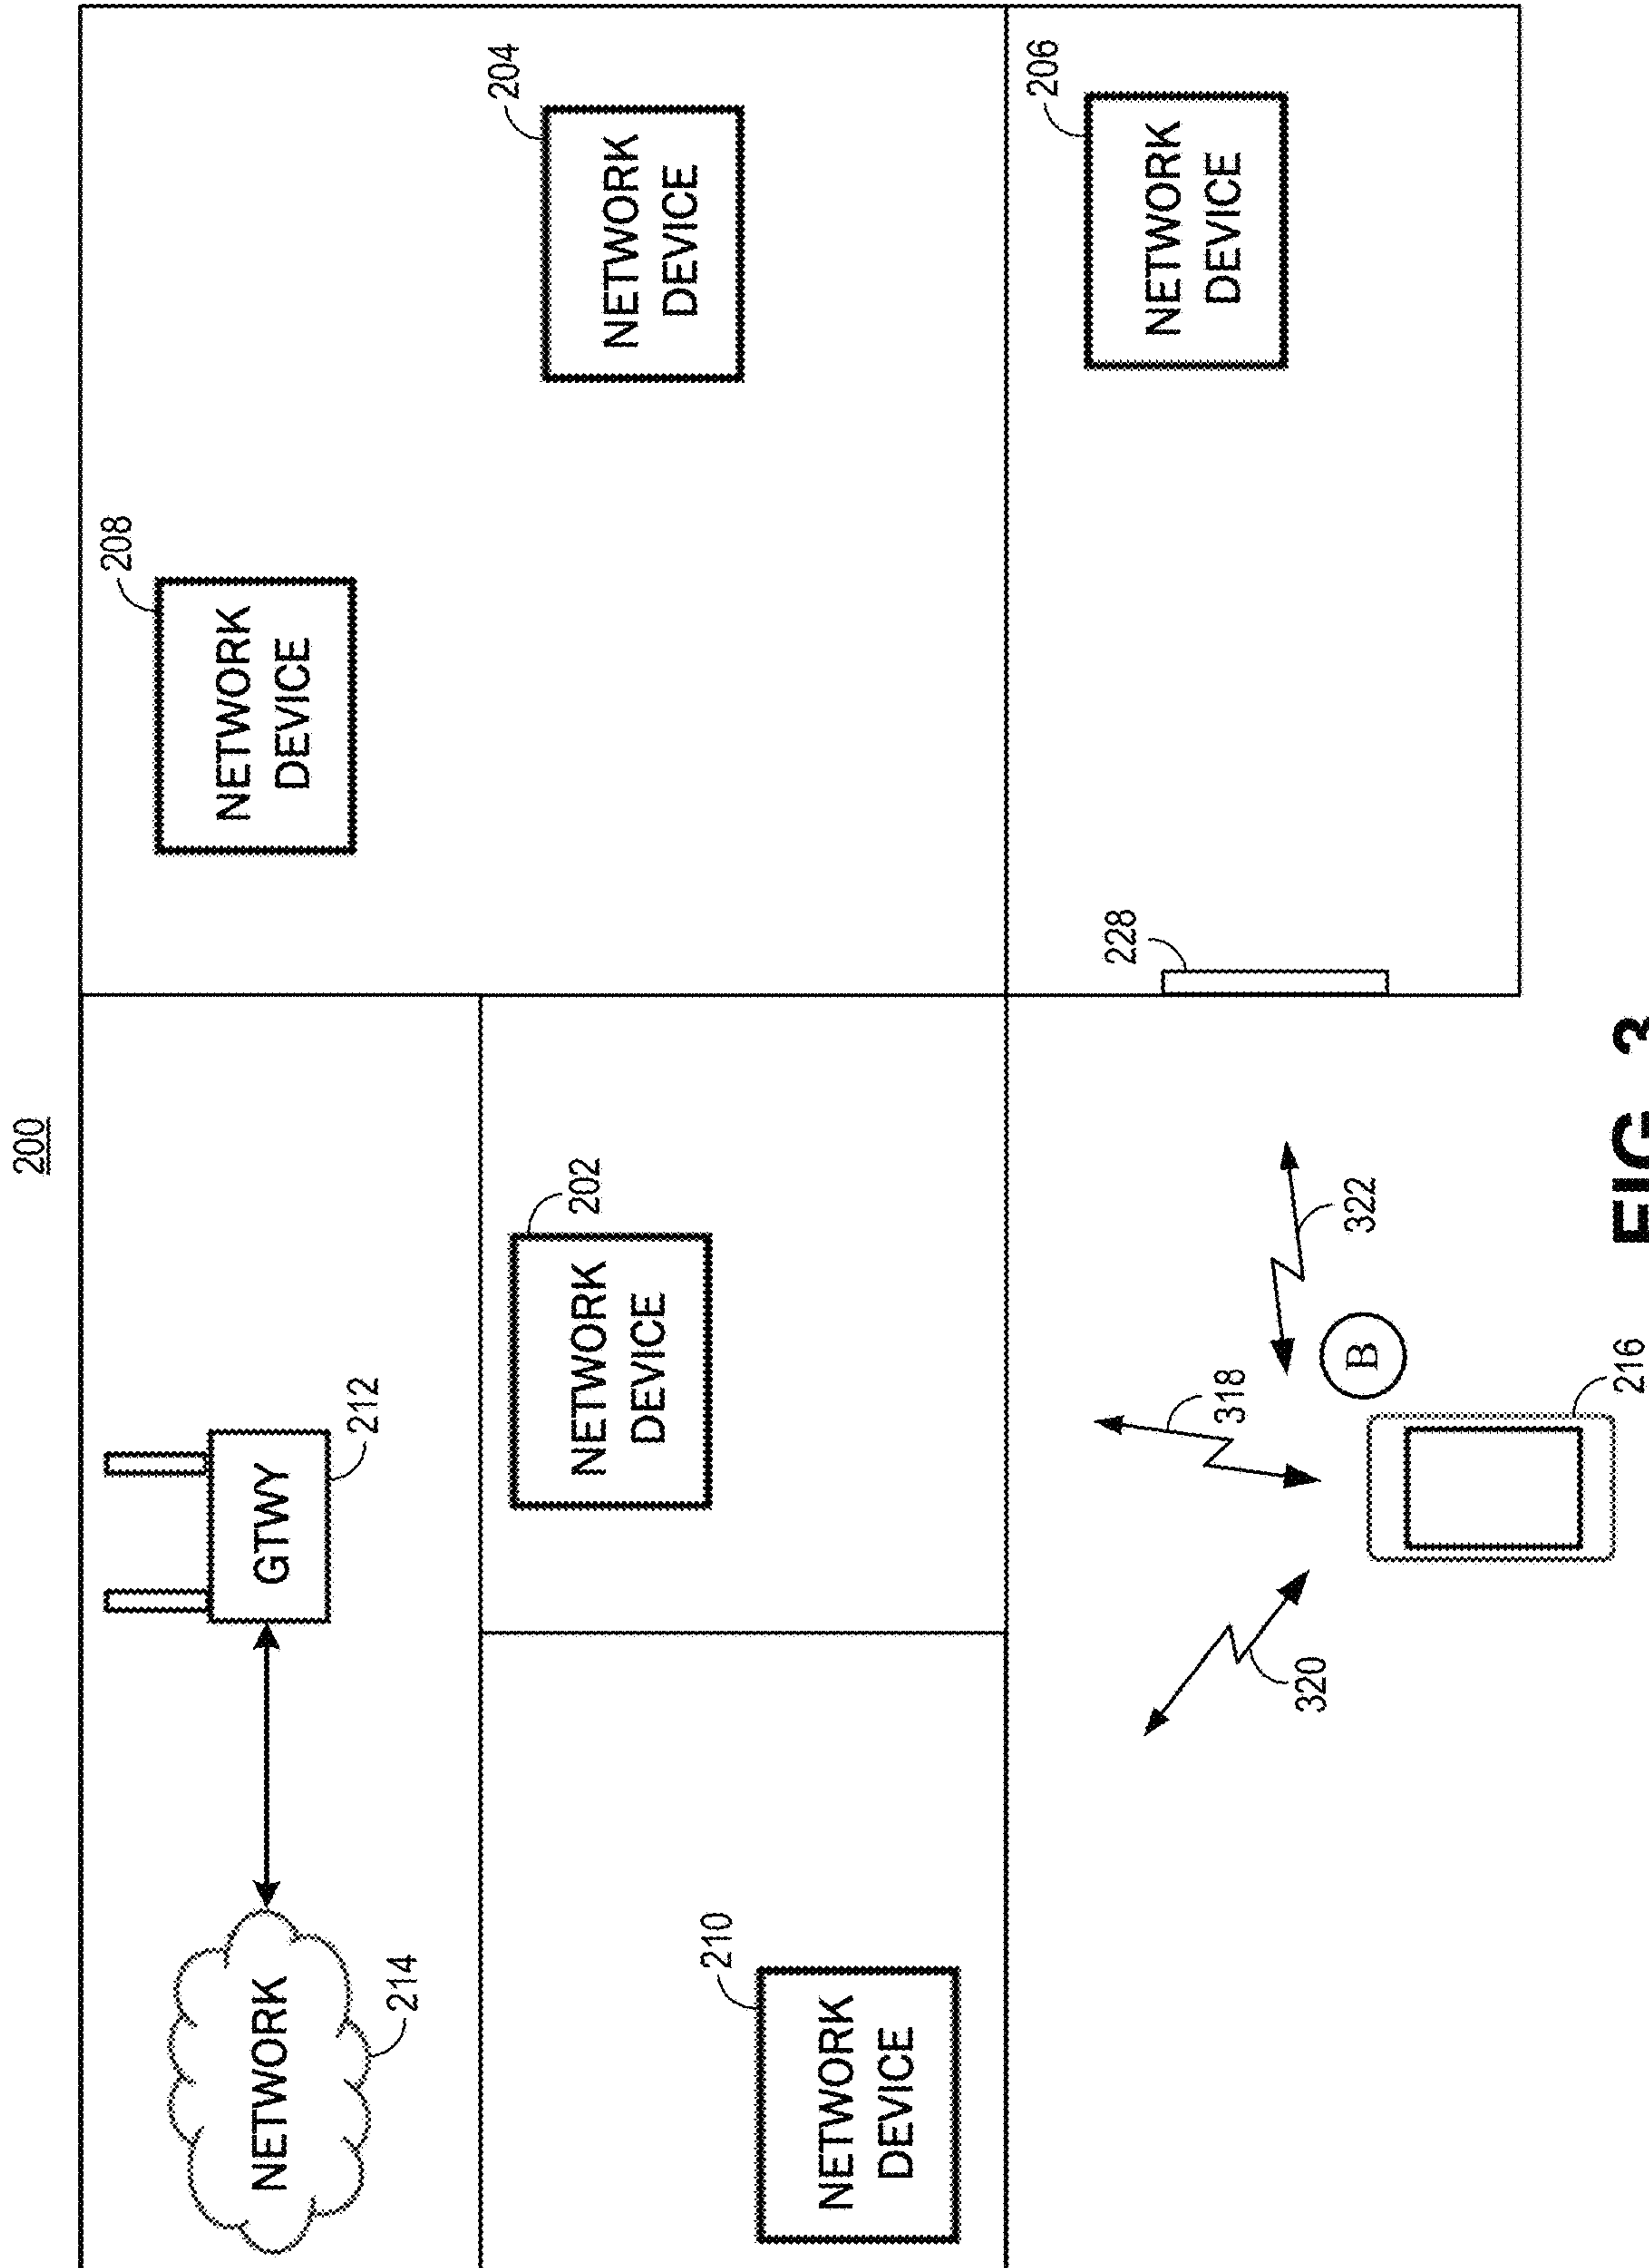 200
NETWORK
214
GTWY
212
208
NETWORK
DEVICE
210
NETWORK
DEVICE
202
NETWORK
DEVICE
204
NETWORK
DEVICE
320
318
B
322
216
228
206
NETWORK
DEVICE
FIG. 3